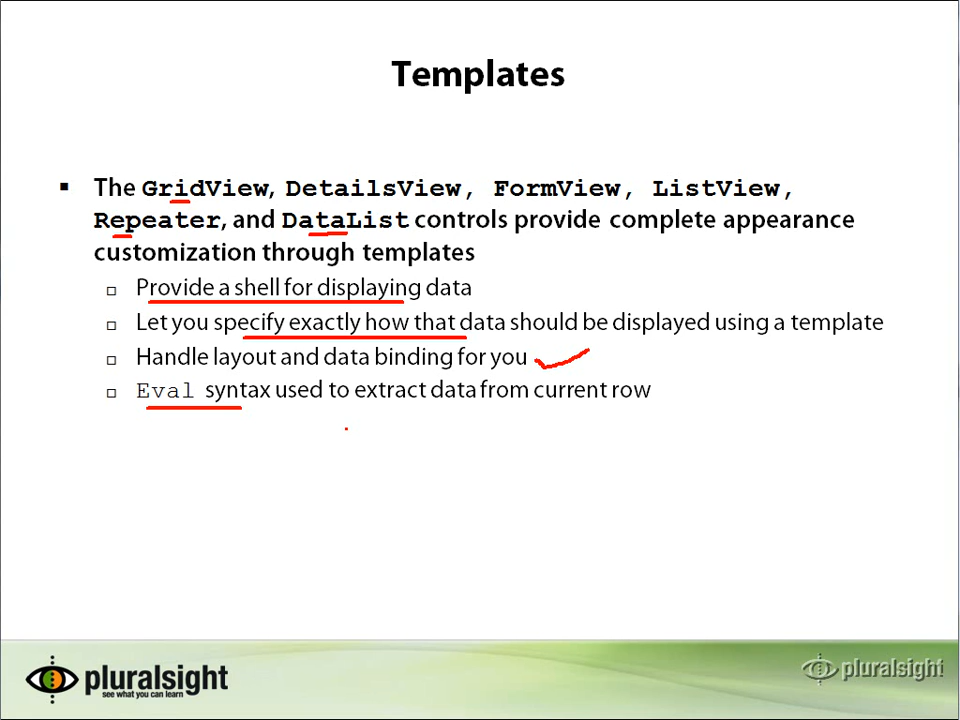 Templates
The GridView, DetailsView, FormView, ListView,
Repeater, and DataList controls provide complete appearance
customization through templates
Provide a shell for displaying data
Let you specify exactly how that data should be displayed using a template
Handle layout and data binding for you
Eval syntax used to extract data from current row
pluralsight
see what you can learn
pluralsight